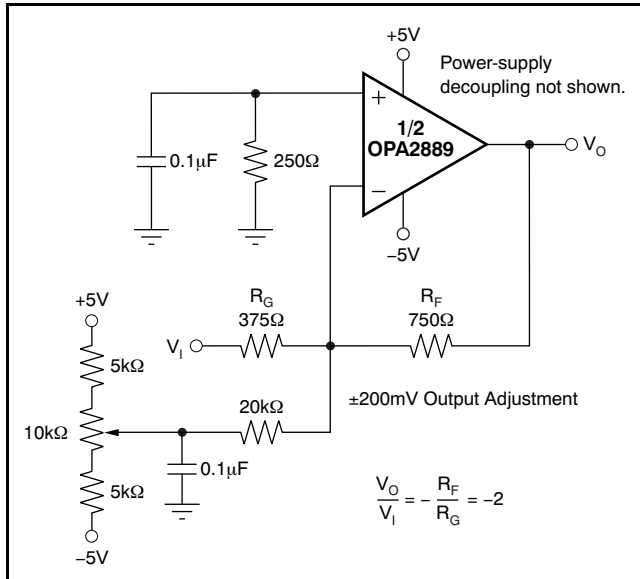 +5V
Power-supply
decoupling not shown.
+
1/2
OPA2889
−
V_O
0.1μF
250Ω
−5V
R_G
375Ω
R_F
750Ω
V_I
+5V
5kΩ
10kΩ
5kΩ
−5V
20kΩ
0.1μF
±200mV Output Adjustment
V_O/V_I = − R_F/R_G = −2